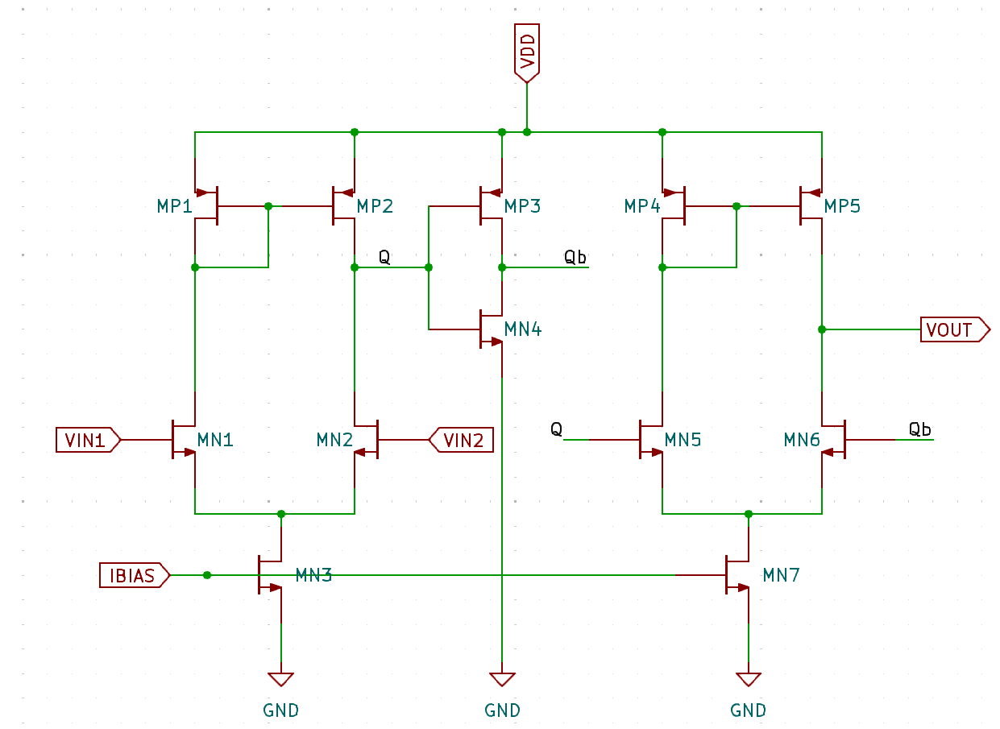 VDD
MP1
MP2
MP3
MP4
MP5
Q
Qb
MN4
VOUT
VIN1
MN1
MN2
VIN2
Q
MN5
MN6
Qb
IBIAS
MN3
MN7
GND
GND
GND